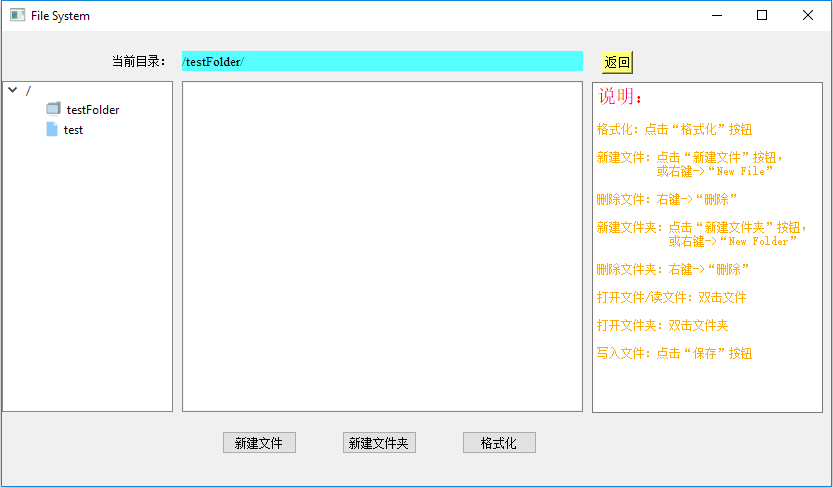 File System
当前目录：
/testFolder/
返回
/
testFolder
test
说明：
格式化：点击“格式化”按钮
新建文件：点击“新建文件”按钮，
或右键->“New File”
删除文件：右键->“删除”
新建文件夹：点击“新建文件夹”按钮，
或右键->“New Folder”
删除文件夹：右键->“删除”
打开文件/读文件：双击文件
打开文件夹：双击文件夹
写入文件：点击“保存”按钮
新建文件
新建文件夹
格式化